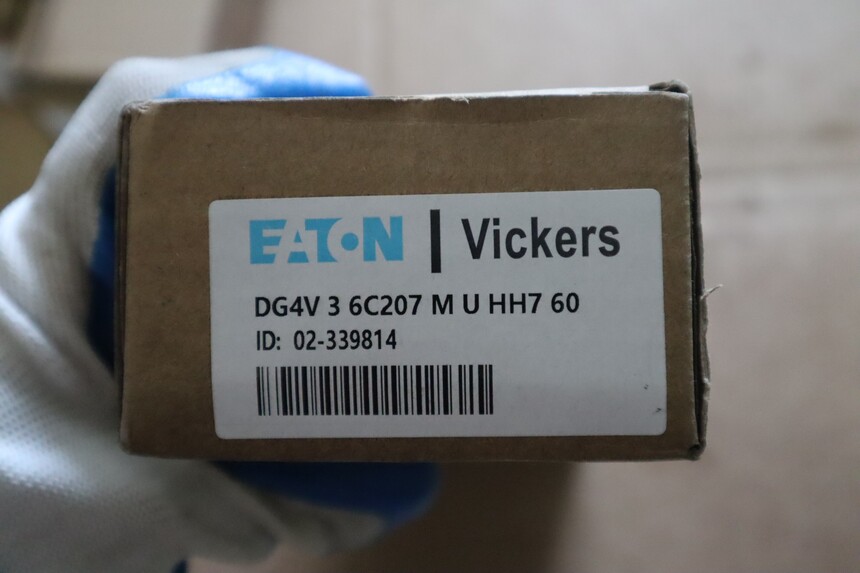 EATON | Vickers
DG4V 3 6C207 M U HH7 60
ID: 02-339814